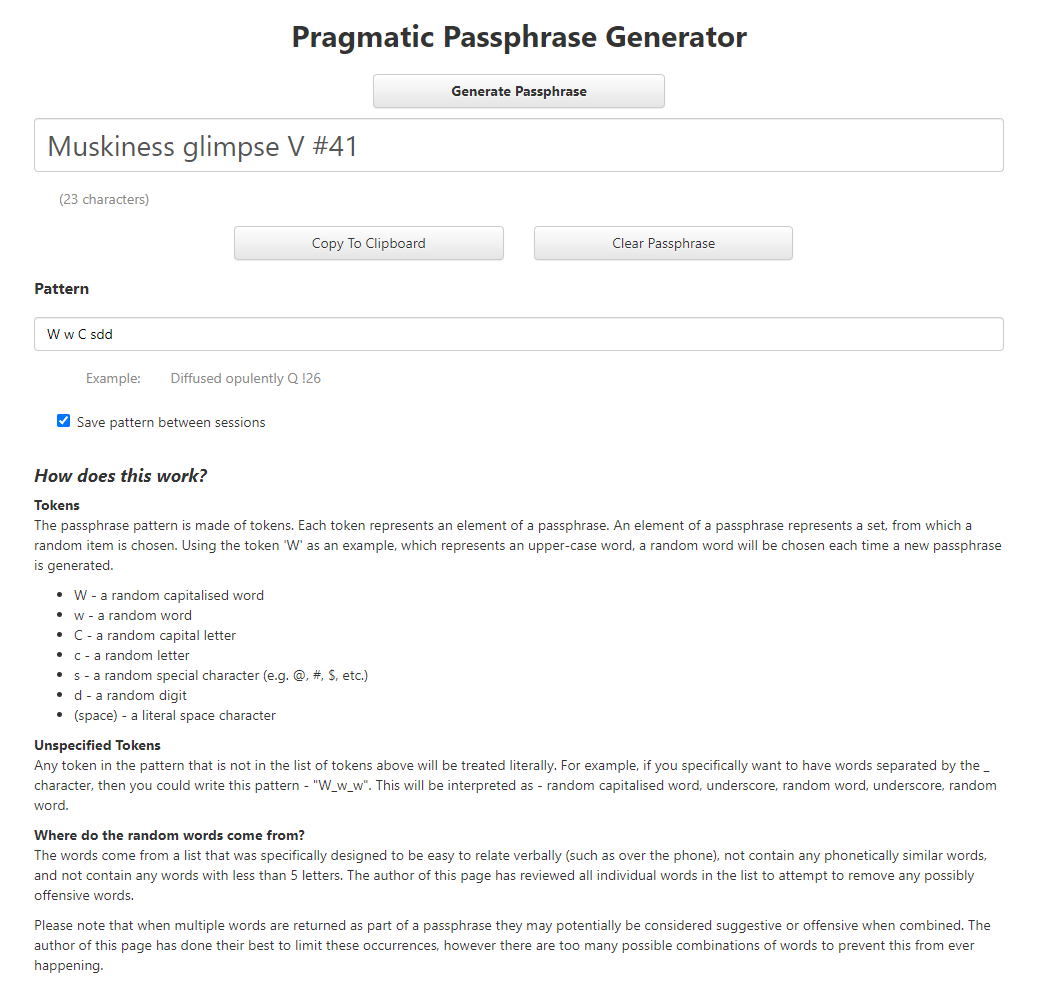 Pragmatic Passphrase Generator
Generate Passphrase
Muskiness glimpse V #41
(23 characters)
Copy To Clipboard
Clear Passphrase
Pattern
W w C sdd
Example: Diffused opulently Q !26
Save pattern between sessions
How does this work?
Tokens
The passphrase pattern is made of tokens. Each token represents an element of a passphrase. An element of a passphrase represents a set, from which a
random item is chosen. Using the token 'W' as an example, which represents an upper-case word, a random word will be chosen each time a new passphrase
is generated.
• W - a random capitalised word
• w - a random word
• C - a random capital letter
• c - a random letter
• s - a random special character (e.g. @, #, $, etc.)
• d - a random digit
• (space) - a literal space character
Unspecified Tokens
Any token in the pattern that is not in the list of tokens above will be treated literally. For example, if you specifically want to have words separated by the _
character, then you could write this pattern - "W_w_w". This will be interpreted as - random capitalised word, underscore, random word, underscore, random
word.
Where do the random words come from?
The words come from a list that was specifically designed to be easy to relate verbally (such as over the phone), not contain any phonetically similar words,
and not contain any words with less than 5 letters. The author of this page has reviewed all individual words in the list to attempt to remove any possibly
offensive words.
Please note that when multiple words are returned as part of a passphrase they may potentially be considered suggestive or offensive when combined. The
author of this page has done their best to limit these occurrences, however there are too many possible combinations of words to prevent this from ever
happening.